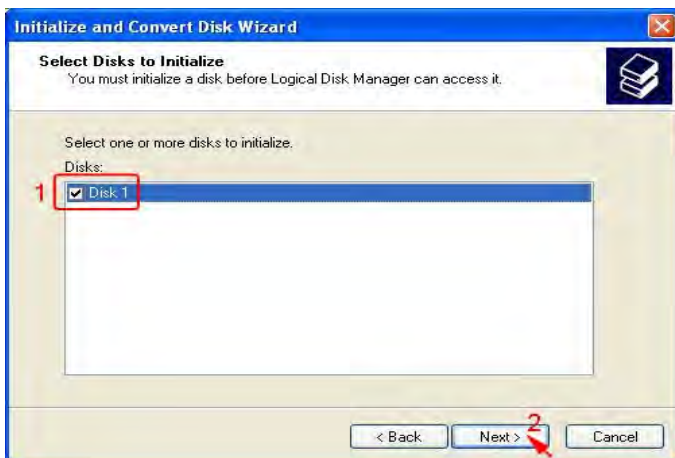 Initialize and Convert Disk Wizard
Select Disks to Initialize
You must initialize a disk before Logical Disk Manager can access it.
Select one or more disks to initialize.
Disks:
1 Disk 1
2
< Back Next > Cancel